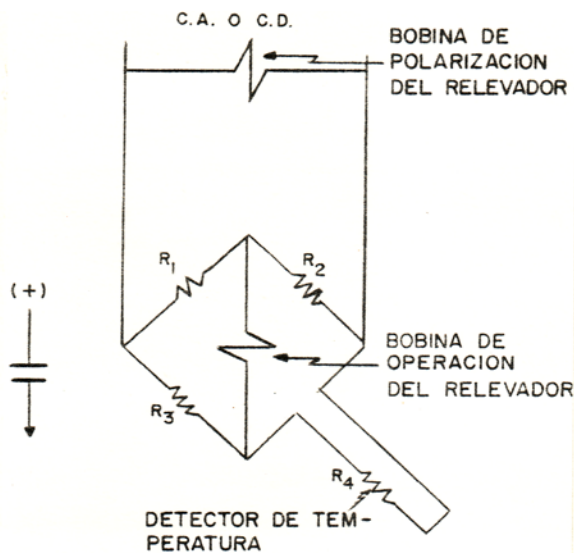 C.A. O C.D.
BOBINA DE
POLARIZACION
DEL RELEVADOR
R1
R2
(+)
BOBINA DE
OPERACION
DEL RELEVADOR
R3
R4
DETECTOR DE TEM-
PERATURA